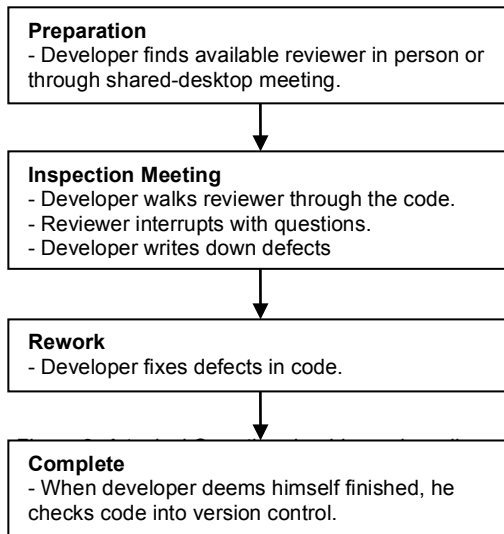 Preparation
- Developer finds available reviewer in person or
through shared-desktop meeting.
Inspection Meeting
- Developer walks reviewer through the code.
- Reviewer interrupts with questions.
- Developer writes down defects
Rework
- Developer fixes defects in code.
Complete
- When developer deems himself finished, he
checks code into version control.